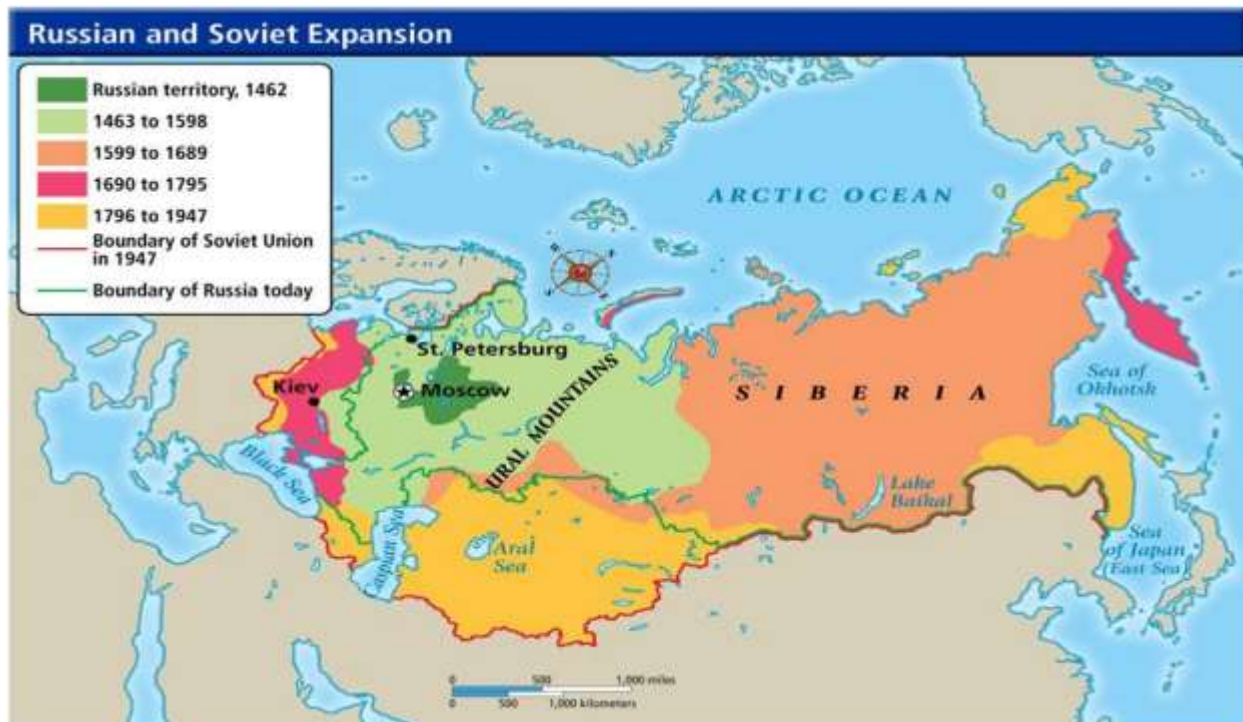 Russian and Soviet Expansion
Russian territory, 1462
1463 to 1598
1599 to 1689
1690 to 1795
1796 to 1947
Boundary of Soviet Union
in 1947
Boundary of Russia today
ARCTIC OCEAN
St. Petersburg
Kiev
Moscow
URAL MOUNTAINS
SIBERIA
Sea of
Okhotsk
Black Sea
Caspian Sea
Aral
Sea
Lake
Baikal
Sea
of Japan
(East Sea)
0 500 1,000 miles
0 500 1,000 kilometers